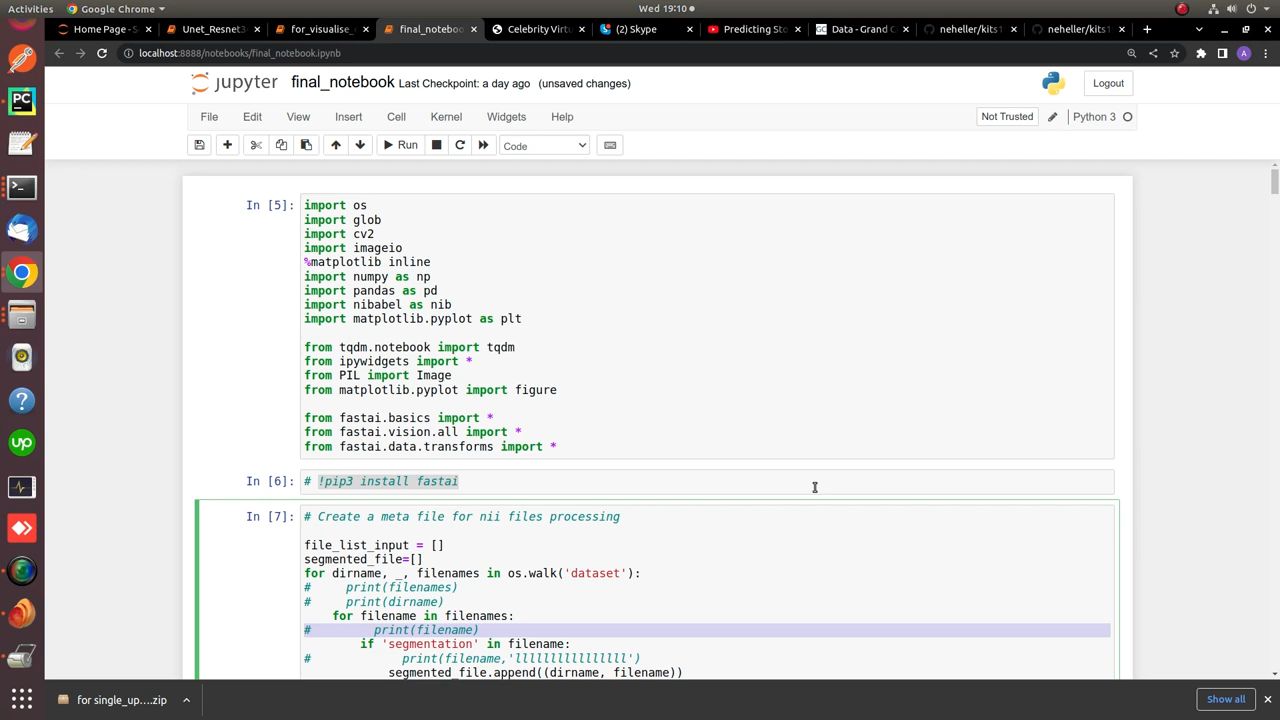 Activities
Google Chrome
Wed 19:10
Home Page - S
Unet_Resnet3
for_visualise_
final_notebook
Celebrity Virtu
(2) Skype
Predicting Sto
Data - Grand C
neheller/kits1
neheller/kits1
localhost:8888/notebooks/final_notebook.ipynb
A
jupyter
final_notebook
Last Checkpoint: a day ago
(unsaved changes)
Logout
File
Edit
View
Insert
Cell
Kernel
Widgets
Help
Not Trusted
Python 3
Run
Code
In [5]:
import os
import glob
import cv2
import imageio
%matplotlib inline
import numpy as np
import pandas as pd
import nibabel as nib
import matplotlib.pyplot as plt
from tqdm.notebook import tqdm
from ipywidgets import *
from PIL import Image
from matplotlib.pyplot import figure
from fastai.basics import *
from fastai.vision.all import *
from fastai.data.transforms import *
In [6]:
# !pip3 install fastai
In [7]:
# Create a meta file for nii files processing
file_list_input = []
segmented_file=[]
for dirname, _, filenames in os.walk('dataset'):
#     print(filenames)
#     print(dirname)
for filename in filenames:
#         print(filename)
if 'segmentation' in filename:
#             print(filename,'llllllllllllllll')
segmented_file.append((dirname, filename))
for single_up....zip
Show all